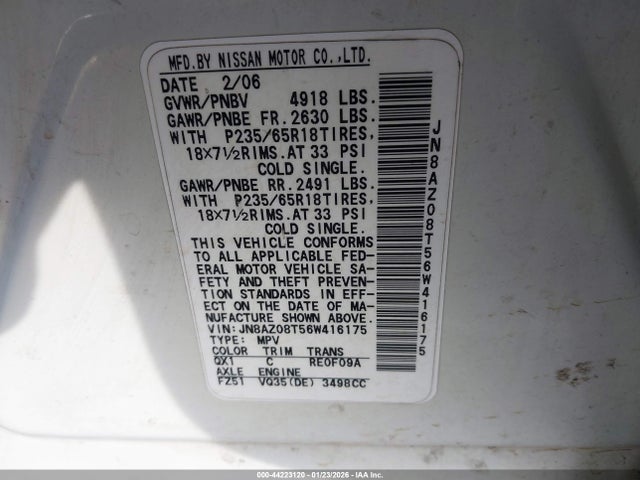 MFD.BY NISSAN MOTOR CO.,LTD.
DATE 2/06
GVWR/PNBV 4918 LBS.
GAWR/PNBE FR.2630 LBS.
WITH P235/65R18TIRES,
18X7½RIMS.AT 33 PSI
COLD SINGLE.
GAWR/PNBE RR.2491 LBS.
WITH P235/65R18TIRES,
18X7½RIMS.AT 33 PSI
COLD SINGLE.
THIS VEHICLE CONFORMS
TO ALL APPLICABLE FED-
ERAL MOTOR VEHICLE SA-
FETY AND THEFT PREVEN-
TION STANDARDS IN EFF-
ECT ON THE DATE OF MA-
NUFACTURE SHOWN ABOVE.
VIN:JN8AZ08T56W416175
TYPE: MPV
COLOR TRIM TRANS
QX1 C RE0F09A
AXLE ENGINE
FZ51 VQ35(DE) 3498CC
JN8AZ08T56W416175
000-44223120 - 01/23/2026 - IAA Inc.